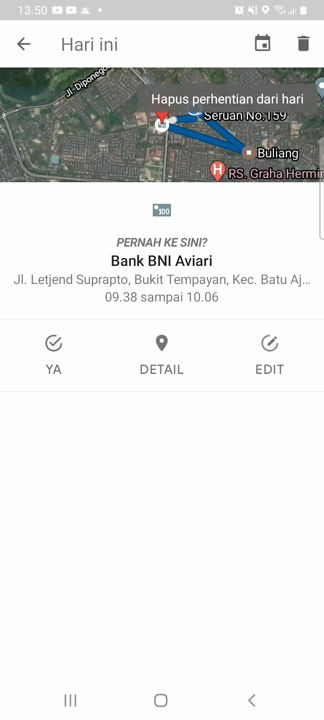 13.50
Hari ini
Jl. Diponego
Hapus perhentian dari hari
Seruan No.159
Buliang
H RS. Graha Hermin
100
PERNAH KE SINI?
Bank BNI Aviari
Jl. Letjend Suprapto, Bukit Tempayan, Kec. Batu Aj...
09.38 sampai 10.06
YA
DETAIL
EDIT